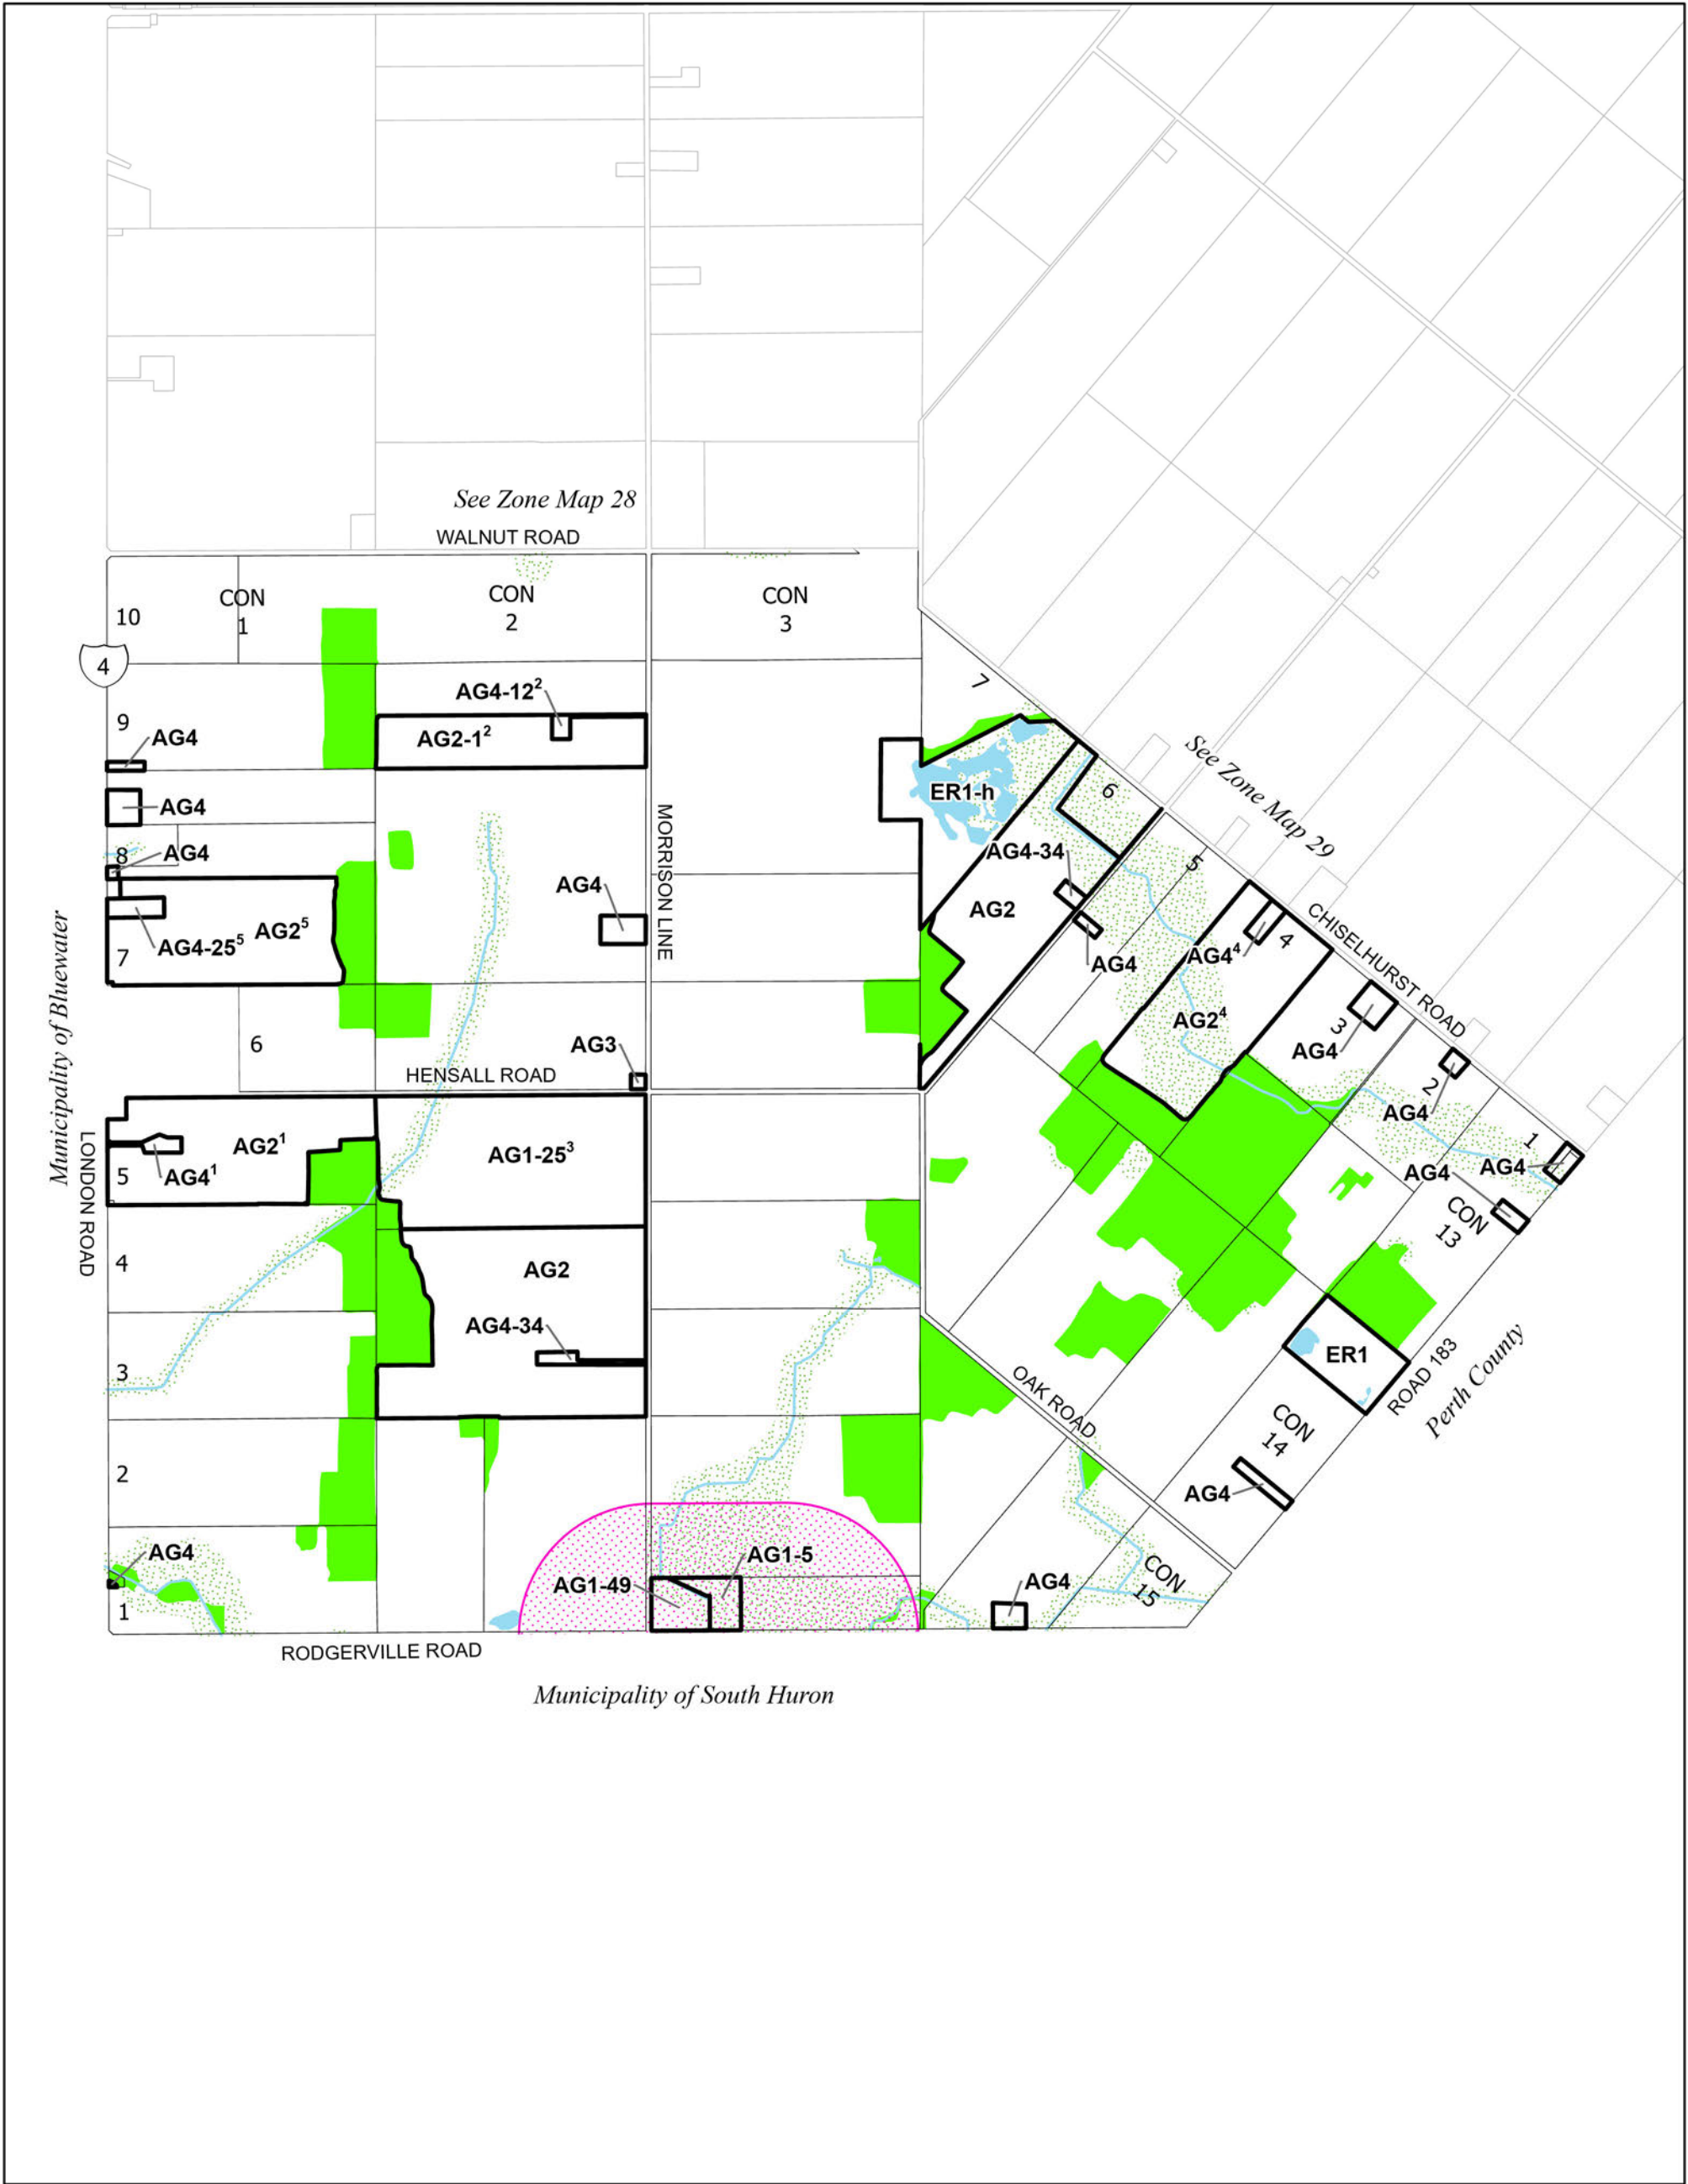 See Zone Map 28
WALNUT ROAD
CON
1
CON
2
CON
3
10
4
7
AG4-12²
9
AG4
AG2-1²
See Zone Map 29
6
ER1-h
AG4
MORRISON LINE
8
AG4
AG4-34
5
AG4
CHISELHURST ROAD
AG2
AG2⁵
AG4-25⁵
7
AG4
AG4⁴
4
Municipality of Bluewater
AG2⁴
3
AG4
6
AG3
HENSALL ROAD
2
AG4
AG2¹
AG1-25³
1
AG4
AG4
5
AG4¹
LONDON ROAD
CON
13
4
AG2
AG4-34
ER1
ROAD 183
Perth County
3
OAK ROAD
CON
14
2
AG4
AG4
AG1-5
AG1-49
AG4
CON
15
1
RODGERVILLE ROAD
Municipality of South Huron